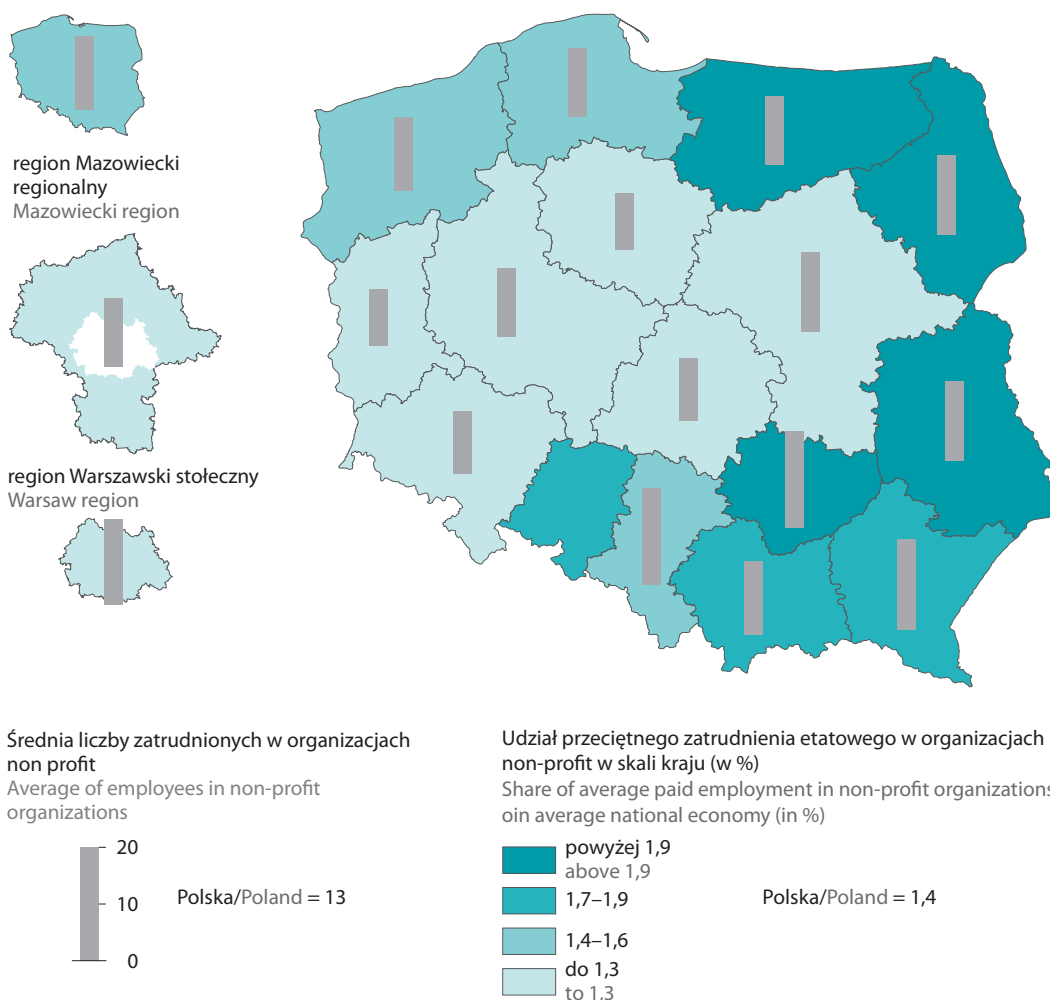 region Mazowiecki
regionalny
Mazowiecki region
region Warszawski stołeczny
Warsaw region
Średnia liczby zatrudnionych w organizacjach
non profit
Average of employees in non-profit
organizations
20
10
0
Polska/Poland = 13
Udział przeciętnego zatrudnienia etatowego w organizacjach
non-profit w skali kraju (w %)
Share of average paid employment in non-profit organizations
oin average national economy (in %)
powyżej 1,9
above 1,9
1,7–1,9
1,4–1,6
do 1,3
to 1,3
Polska/Poland = 1,4